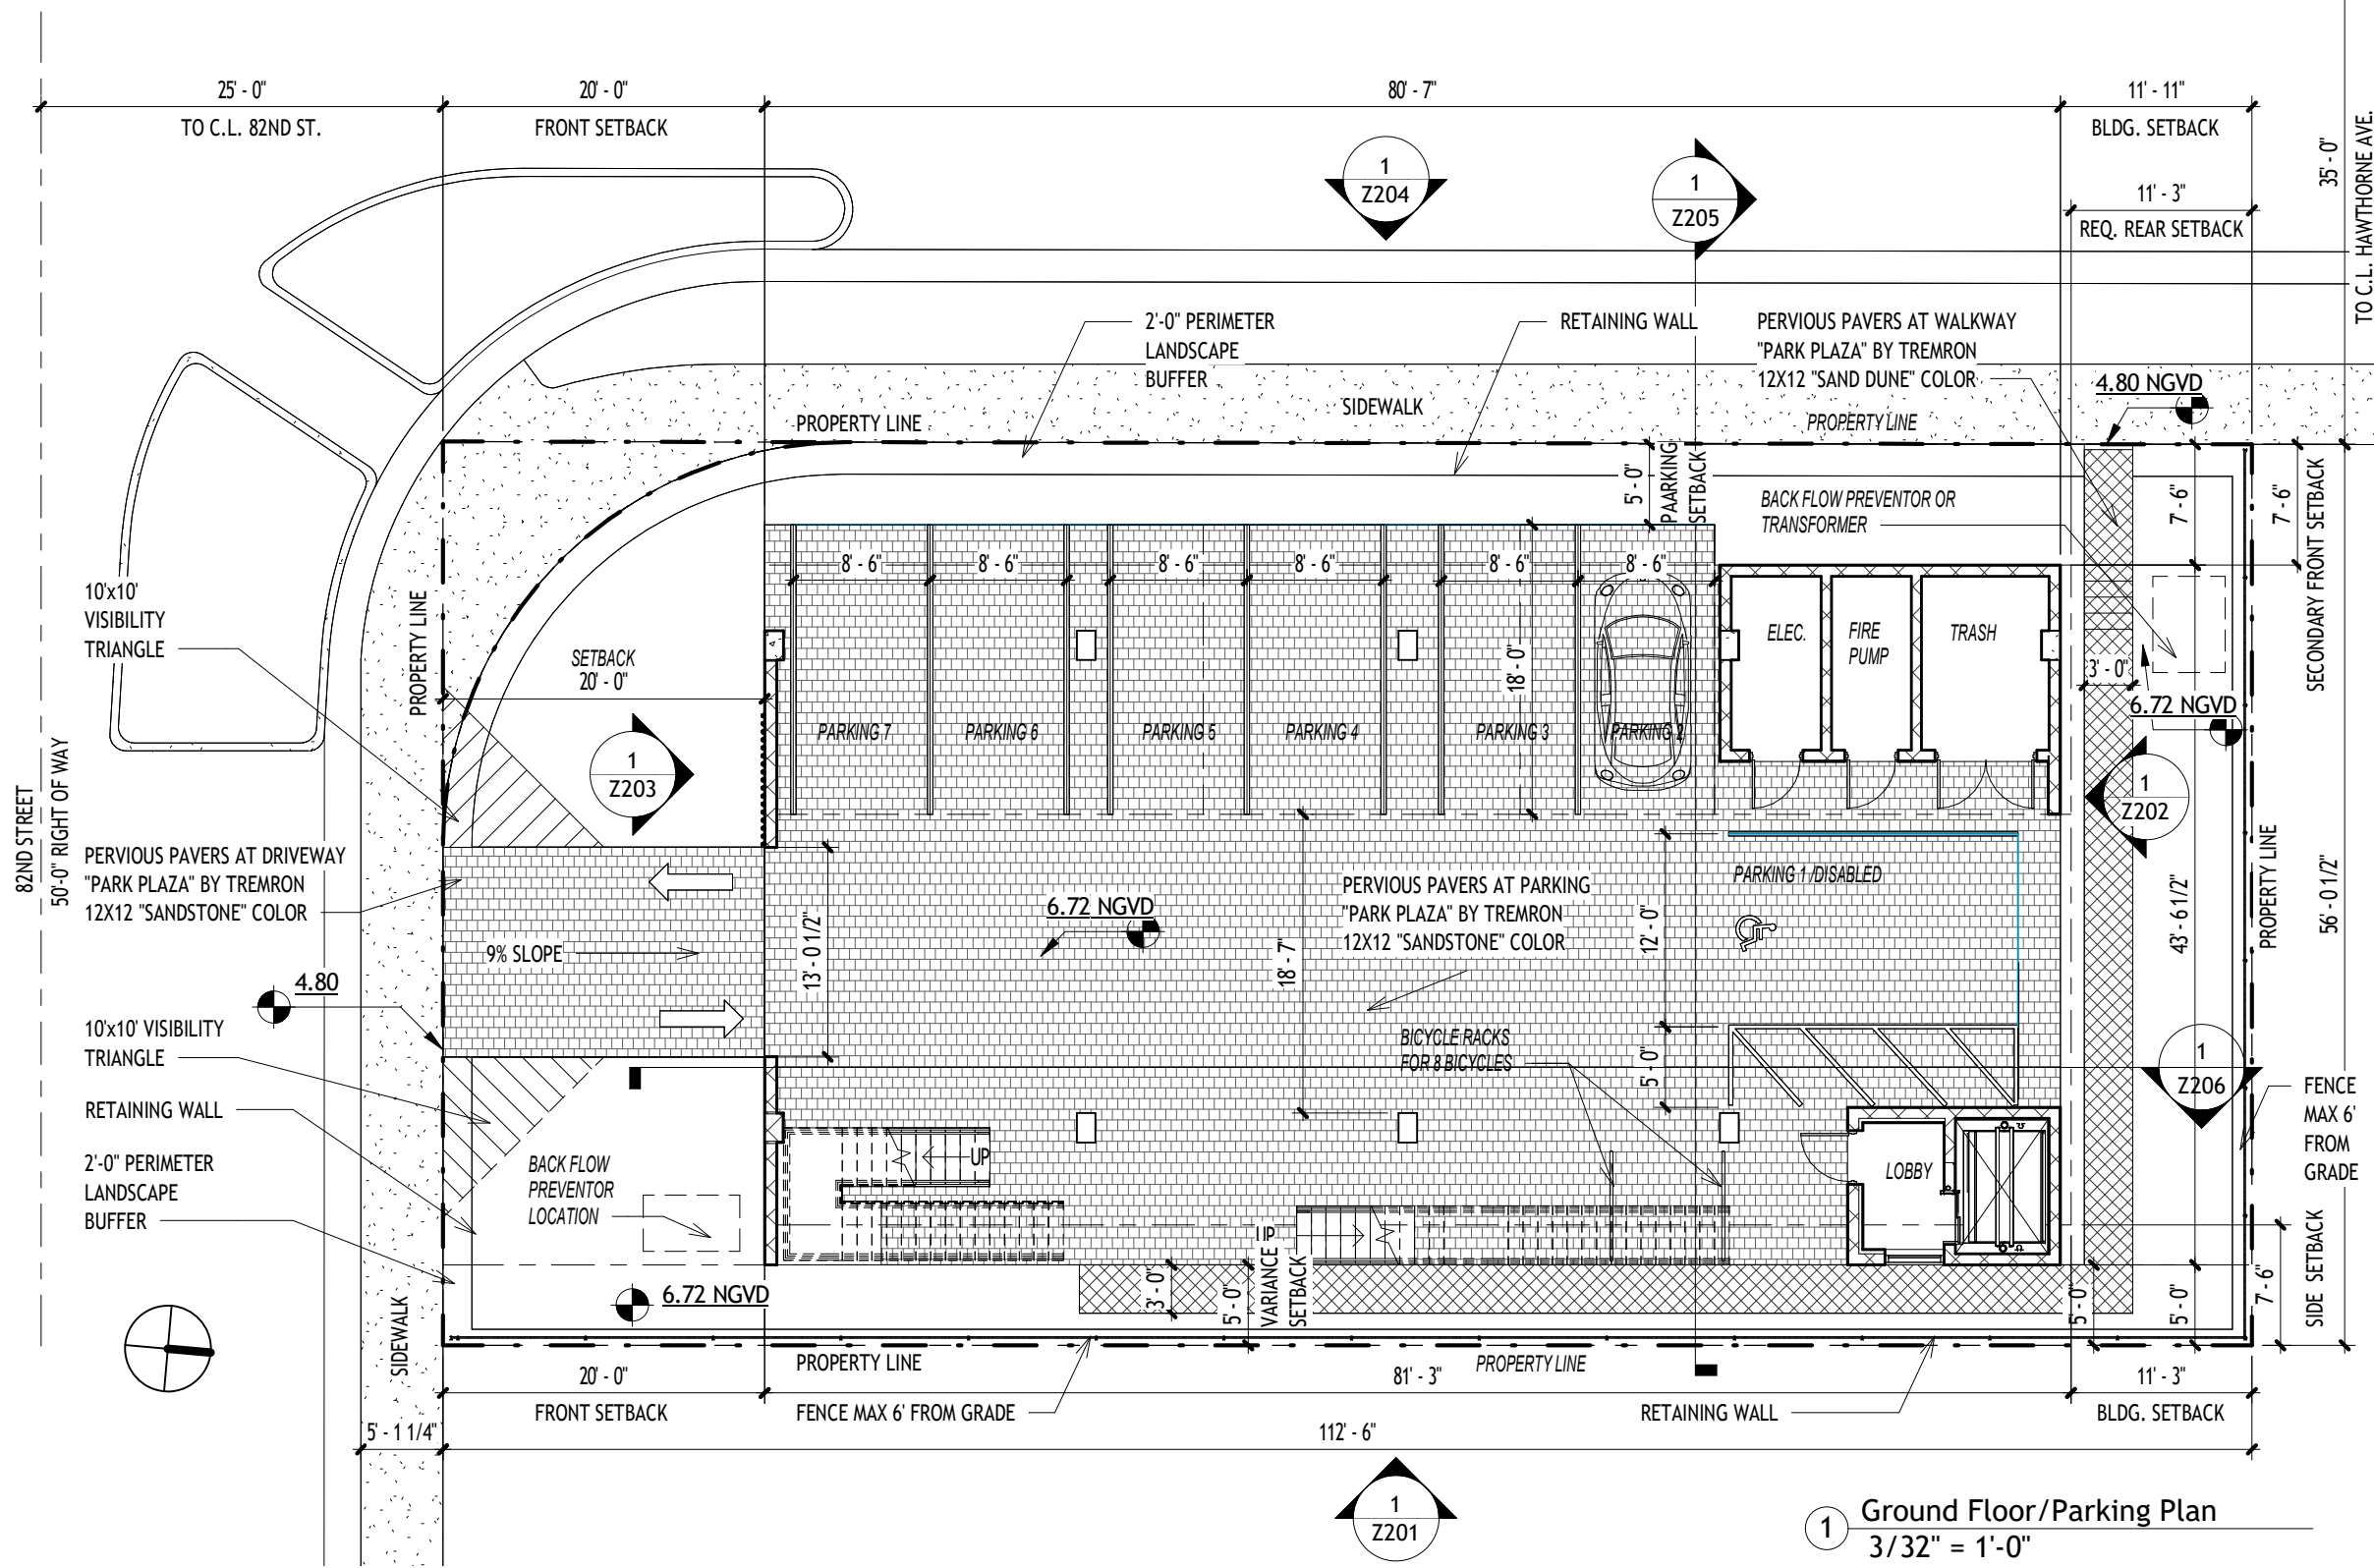 25' - 0"
TO C.L. 82ND ST.
20' - 0"
FRONT SETBACK
80' - 7"
11' - 11"
BLDG. SETBACK
35' - 0"
TO C.L. HAWTHORNE AVE.
1
Z204
1
Z205
11' - 3"
REQ. REAR SETBACK
2'-0" PERIMETER
LANDSCAPE
BUFFER
RETAINING WALL
PERVIOUS PAVERS AT WALKWAY
"PARK PLAZA" BY TREMRON
12X12 "SAND DUNE" COLOR
4.80 NGVD
SIDEWALK
PROPERTY LINE
PROPERTY LINE
5' - 0"
PAARKING
SETBACK
BACK FLOW PREVENTOR OR
TRANSFORMER
7' - 6"
7' - 6"
SECONDARY FRONT SETBACK
10'x10'
VISIBILITY
TRIANGLE
PROPERTY LINE
SETBACK
20' - 0"
8' - 6"
8' - 6"
8' - 6"
8' - 6"
8' - 6"
8' - 6"
18' - 0"
ELEC.
FIRE
PUMP
TRASH
3' - 0"
6.72 NGVD
PARKING 7
PARKING 6
PARKING 5
PARKING 4
PARKING 3
PARKING 2
1
Z203
1
Z202
82ND STREET
50'-0" RIGHT OF WAY
PERVIOUS PAVERS AT DRIVEWAY
"PARK PLAZA" BY TREMRON
12X12 "SANDSTONE" COLOR
9% SLOPE
13' - 0 1/2"
6.72 NGVD
18' - 7"
PERVIOUS PAVERS AT PARKING
"PARK PLAZA" BY TREMRON
12X12 "SANDSTONE" COLOR
12' - 0"
PARKING 1 /DISABLED
43' - 6 1/2"
PROPERTY LINE
56' - 0 1/2"
4.80
10'x10' VISIBILITY
TRIANGLE
BICYCLE RACKS
FOR 8 BICYCLES
5' - 0"
1
Z206
FENCE
MAX 6'
FROM
GRADE
RETAINING WALL
2'-0" PERIMETER
LANDSCAPE
BUFFER
BACK FLOW
PREVENTOR
LOCATION
UP
UP
LOBBY
6.72 NGVD
3' - 0"
5' - 0"
VARIANCE
SETBACK
5' - 0"
5' - 0"
7' - 6"
SIDE SETBACK
SIDEWALK
PROPERTY LINE
PROPERTY LINE
20' - 0"
FRONT SETBACK
FENCE MAX 6' FROM GRADE
81' - 3"
RETAINING WALL
11' - 3"
BLDG. SETBACK
5' - 1 1/4"
112' - 6"
1
Z201
1
Ground Floor/Parking Plan
3/32" = 1'-0"